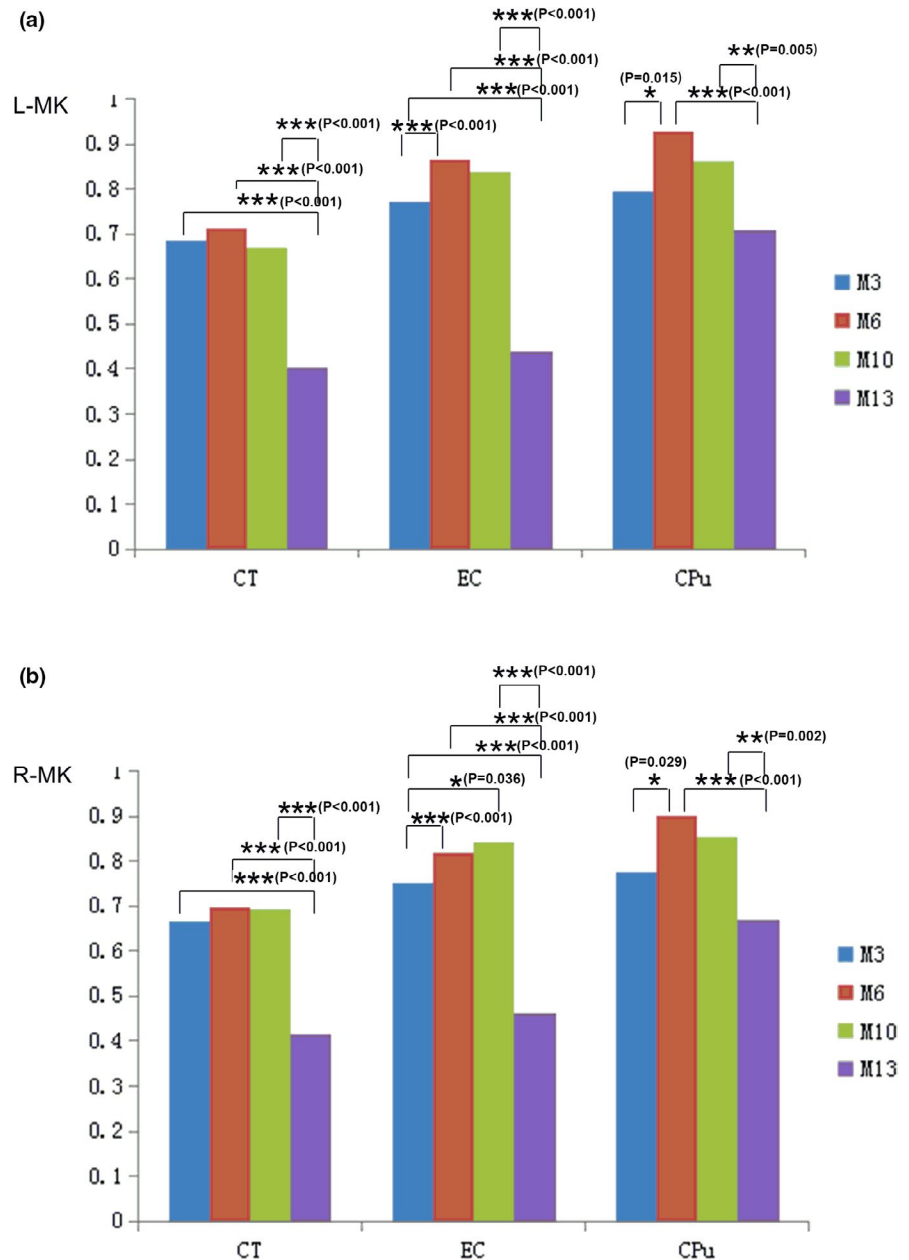 (a)
L-MK
***(P<0.001)
***(P<0.001)
***(P<0.001)
***(P<0.001)
***(P<0.001)
***(P<0.001)
***(P<0.001)
(P=0.015)
*
**(P=0.005)
***(P<0.001)
1
0.9
0.8
0.7
0.6
0.5
0.4
0.3
0.2
0.1
0
CT
EC
CPu
M3
M6
M10
M13
(b)
R-MK
***(P<0.001)
***(P<0.001)
***(P<0.001)
***(P<0.001)
***(P<0.001)
***(P<0.001)
*(P=0.036)
***(P<0.001)
(P=0.029)
*
**(P=0.002)
***(P<0.001)
1
0.9
0.8
0.7
0.6
0.5
0.4
0.3
0.2
0.1
0
CT
EC
CPu
M3
M6
M10
M13